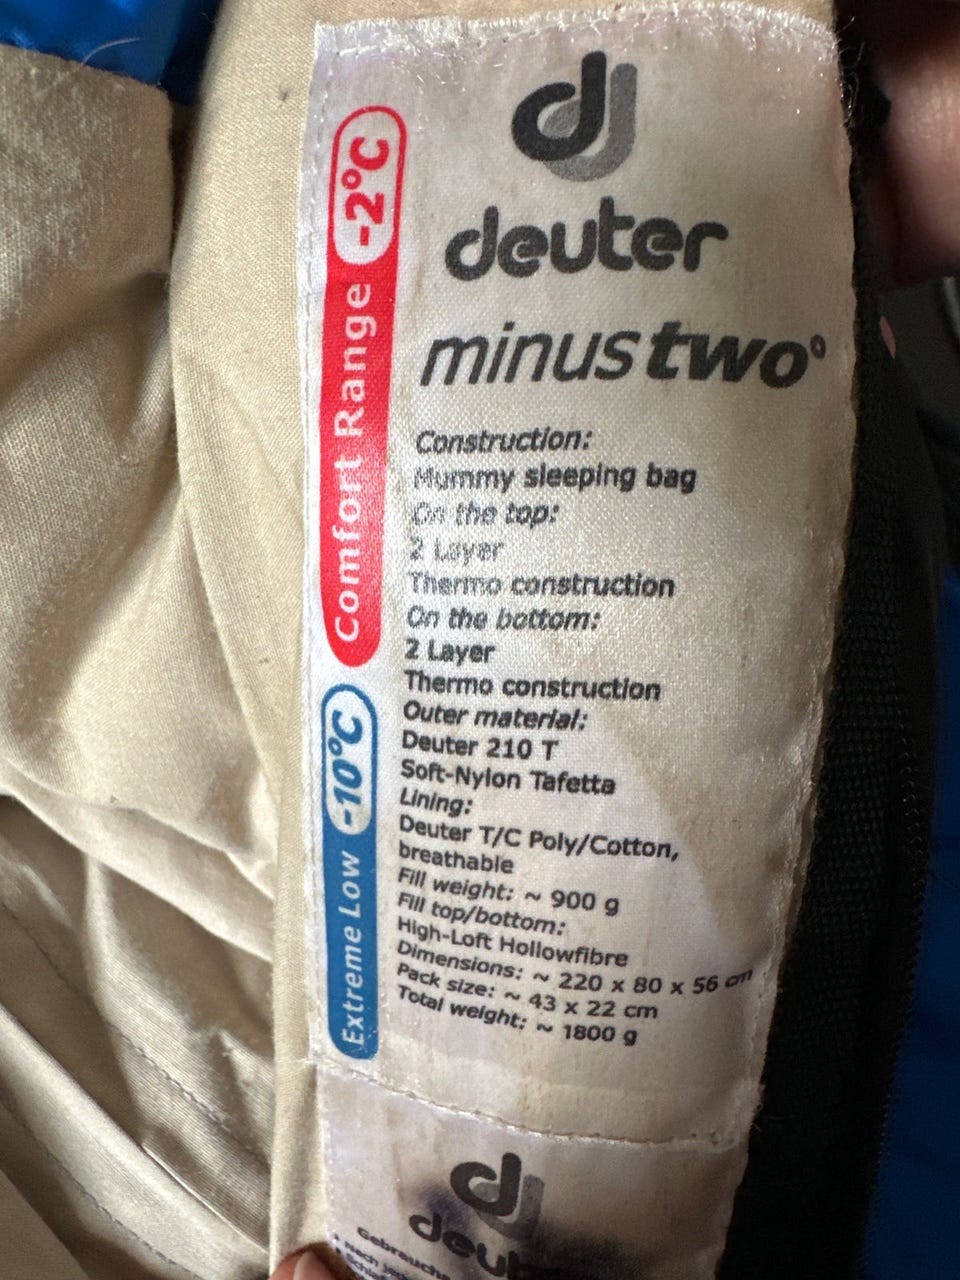 deuter
minustwo°
Comfort Range -2°C
Extreme Low -10°C
Construction:
Mummy sleeping bag
On the top:
2 Layer
Thermo construction
On the bottom:
2 Layer
Thermo construction
Outer material:
Deuter 210 T
Soft-Nylon Tafetta
Lining:
Deuter T/C Poly/Cotton,
breathable
Fill weight: ~ 900 g
Fill top/bottom:
High-Loft Hollowfibre
Dimensions: ~ 220 x 80 x 56 cm
Pack size: ~ 43 x 22 cm
Total weight: ~ 1800 g